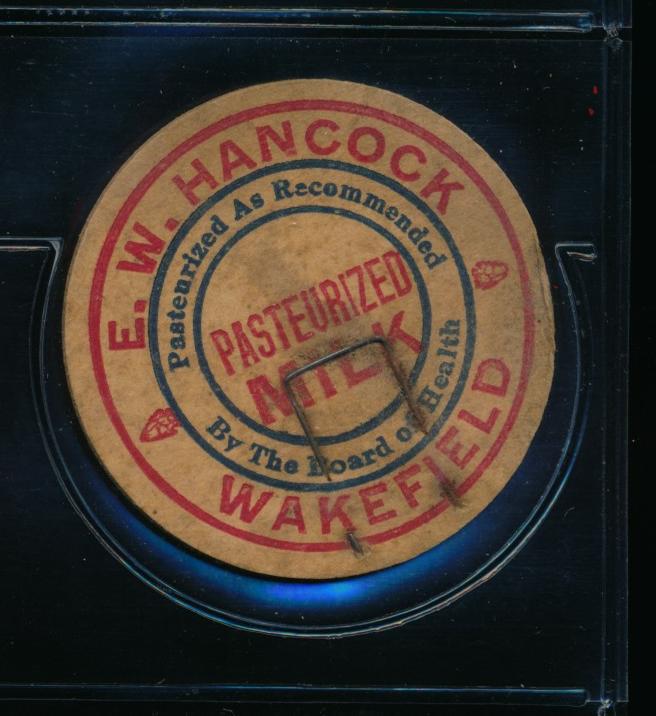 E. W. HANCOCK
Pasteurized As Recommended
PASTEURIZED
MILK
By The Board of Health
WAKEFIELD